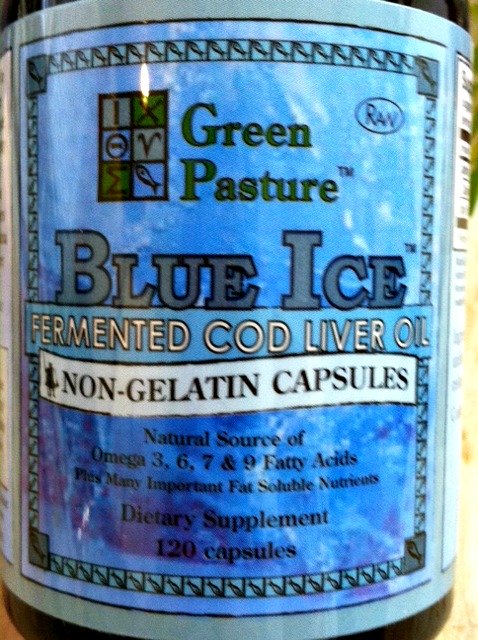 Ι Χ
Θ Υ
Σ
Green
Pasture™
RAW
BLUE ICE™
FERMENTED COD LIVER OIL
NON-GELATIN CAPSULES
Natural Source of
Omega 3, 6, 7 & 9 Fatty Acids
Plus Many Important Fat Soluble Nutrients
Dietary Supplement
120 capsules